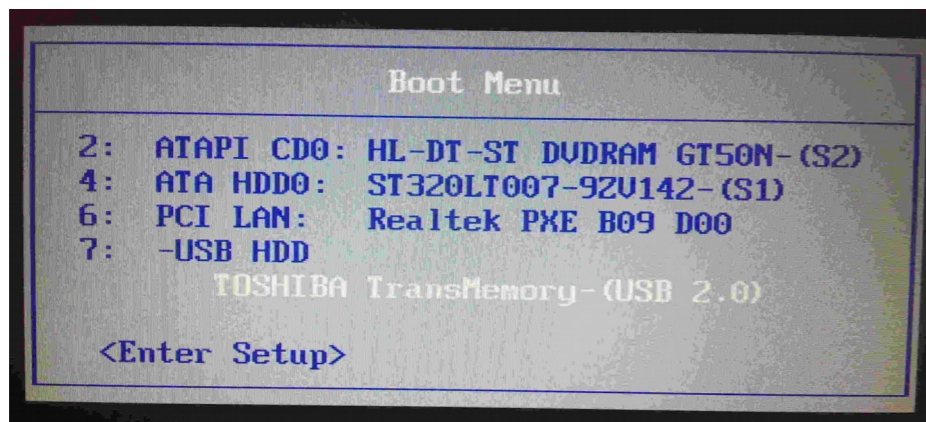 Boot Menu
2: ATAPI CD0: HL-DT-ST DVDRAM GT50N-(S2)
4: ATA HDD0: ST320LT007-9ZV142-(S1)
6: PCI LAN: Realtek PXE B09 D00
7: -USB HDD
TOSHIBA TransMemory-(USB 2.0)
<Enter Setup>